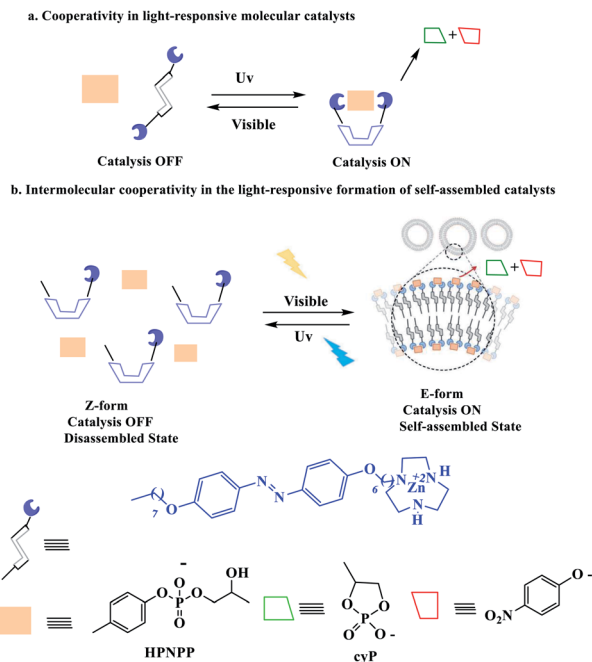 a. Cooperativity in light-responsive molecular catalysts
+
Uv
Visible
Catalysis OFF
Catalysis ON
b. Intermolecular cooperativity in the light-responsive formation of self-assembled catalysts
+
Visible
Uv
Z-form
Catalysis OFF
Disassembled State
E-form
Catalysis ON
Self-assembled State
7
O
N
N
O
6
N
+2
Zn
N
H
N
H
-
O
O
P
O
O
OH
HPNPP
O
O
P
O
O -
cvP
O2N
O -